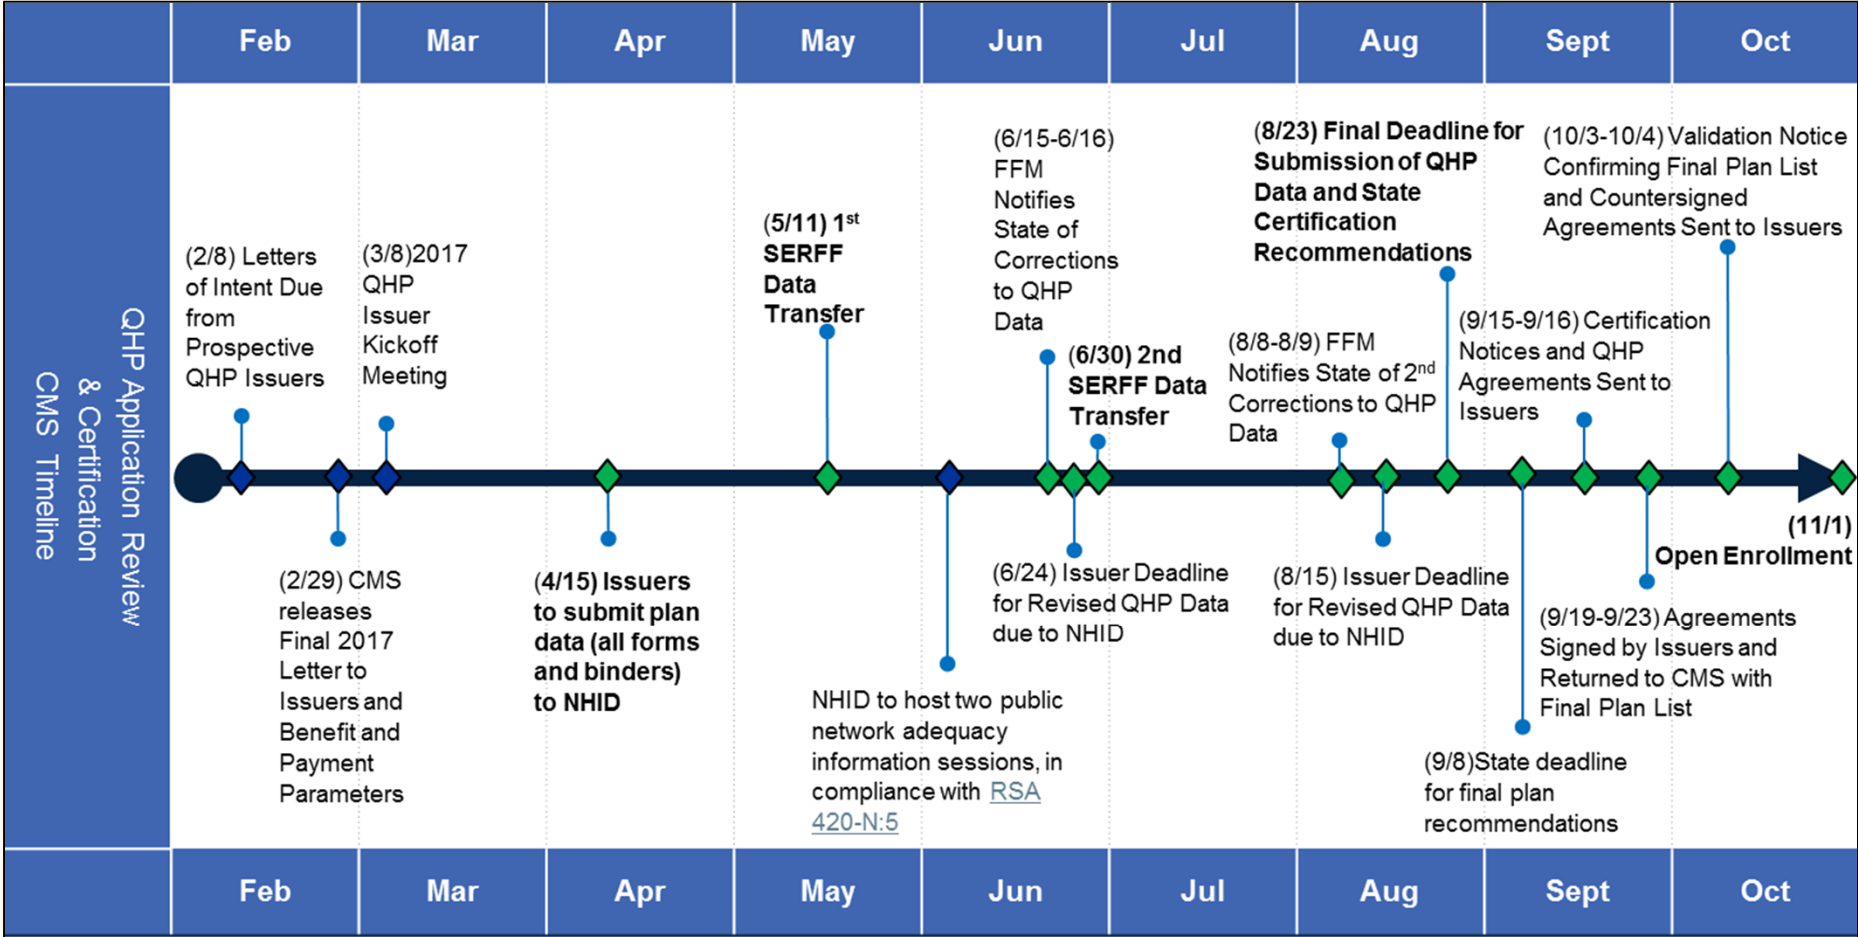 Feb
Mar
Apr
May
Jun
Jul
Aug
Sept
Oct
QHP Application Review
& Certification
CMS Timeline
(2/8) Letters
of Intent Due
from
Prospective
QHP Issuers
(2/29) CMS
releases
Final 2017
Letter to
Issuers and
Benefit and
Payment
Parameters
(3/8)2017
QHP
Issuer
Kickoff
Meeting
(4/15) Issuers
to submit plan
data (all forms
and binders)
to NHID
(5/11) 1st
SERFF
Data
Transfer
NHID to host two public
network adequacy
information sessions, in
compliance with RSA
420-N:5
(6/15-6/16)
FFM
Notifies
State of
Corrections
to QHP
Data
(6/24) Issuer Deadline
for Revised QHP Data
due to NHID
(6/30) 2nd
SERFF Data
Transfer
(8/8-8/9) FFM
Notifies State of 2nd
Corrections to QHP
Data
(8/15) Issuer Deadline
for Revised QHP Data
due to NHID
(8/23) Final Deadline for
Submission of QHP
Data and State
Certification
Recommendations
(9/8)State deadline
for final plan
recommendations
(9/15-9/16) Certification
Notices and QHP
Agreements Sent to
Issuers
(9/19-9/23) Agreements
Signed by Issuers and
Returned to CMS with
Final Plan List
(10/3-10/4) Validation Notice
Confirming Final Plan List
and Countersigned
Agreements Sent to Issuers
(11/1)
Open Enrollment
Feb
Mar
Apr
May
Jun
Jul
Aug
Sept
Oct